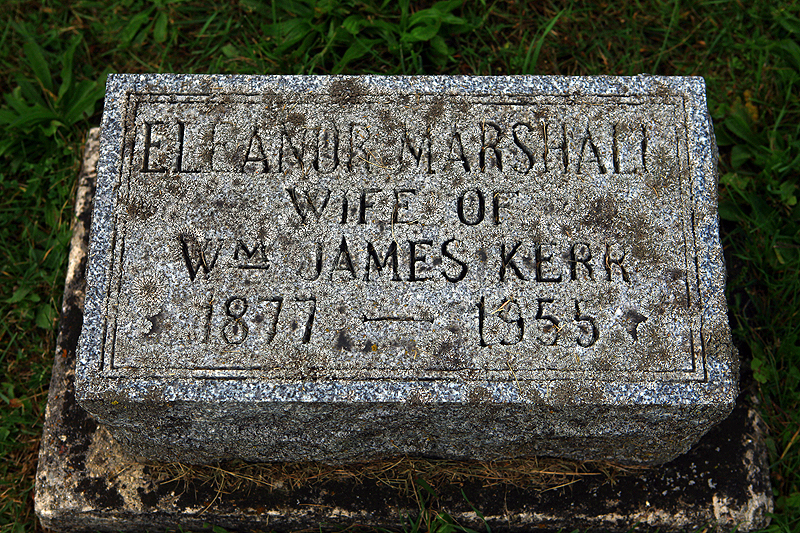 ELEANOR MARSHALL
WIFE OF
WM JAMES KERR
1877 — 1955